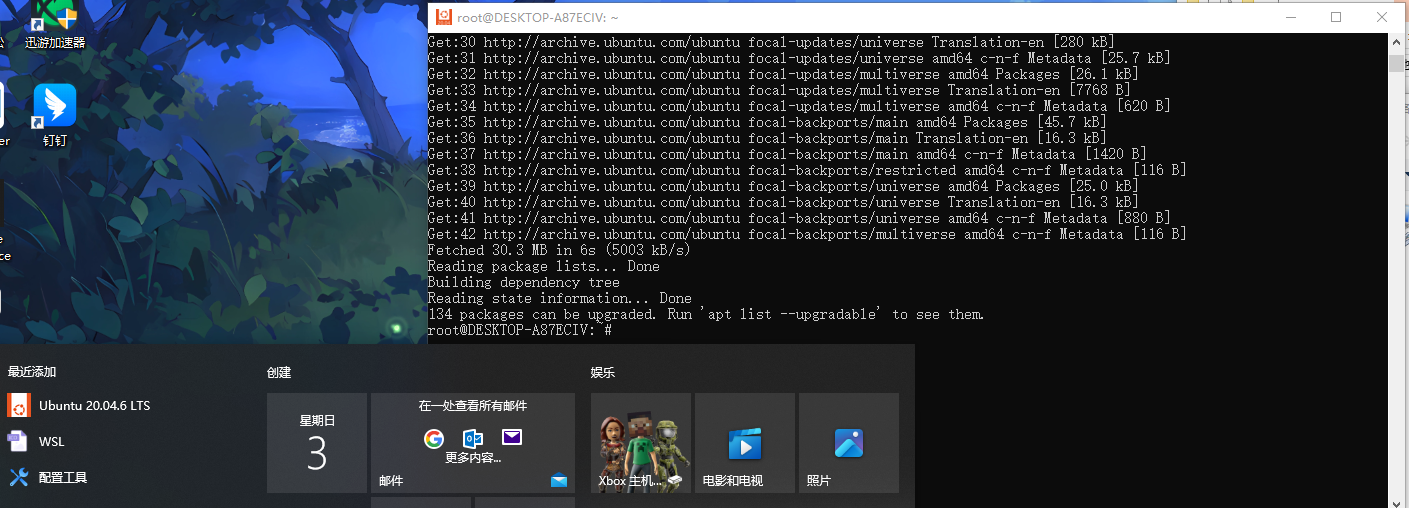 迅游加速器
钉钉
er
e
ce
root@DESKTOP-A87ECIV: ~
Get:30 http://archive.ubuntu.com/ubuntu focal-updates/universe Translation-en [280 kB]
Get:31 http://archive.ubuntu.com/ubuntu focal-updates/universe amd64 c-n-f Metadata [25.7 kB]
Get:32 http://archive.ubuntu.com/ubuntu focal-updates/multiverse amd64 Packages [26.1 kB]
Get:33 http://archive.ubuntu.com/ubuntu focal-updates/multiverse Translation-en [7768 B]
Get:34 http://archive.ubuntu.com/ubuntu focal-updates/multiverse amd64 c-n-f Metadata [620 B]
Get:35 http://archive.ubuntu.com/ubuntu focal-backports/main amd64 Packages [45.7 kB]
Get:36 http://archive.ubuntu.com/ubuntu focal-backports/main Translation-en [16.3 kB]
Get:37 http://archive.ubuntu.com/ubuntu focal-backports/main amd64 c-n-f Metadata [1420 B]
Get:38 http://archive.ubuntu.com/ubuntu focal-backports/restricted amd64 c-n-f Metadata [116 B]
Get:39 http://archive.ubuntu.com/ubuntu focal-backports/universe amd64 Packages [25.0 kB]
Get:40 http://archive.ubuntu.com/ubuntu focal-backports/universe Translation-en [16.3 kB]
Get:41 http://archive.ubuntu.com/ubuntu focal-backports/universe amd64 c-n-f Metadata [880 B]
Get:42 http://archive.ubuntu.com/ubuntu focal-backports/multiverse amd64 c-n-f Metadata [116 B]
Fetched 30.3 MB in 6s (5003 kB/s)
Reading package lists... Done
Building dependency tree
Reading state information... Done
134 packages can be upgraded. Run 'apt list --upgradable' to see them.
root@DESKTOP-A87ECIV:~#
最近添加
Ubuntu 20.04.6 LTS
WSL
配置工具
创建
星期日
3
在一处查看所有邮件
更多内容...
邮件
娱乐
Xbox 主机...
电影和电视
照片